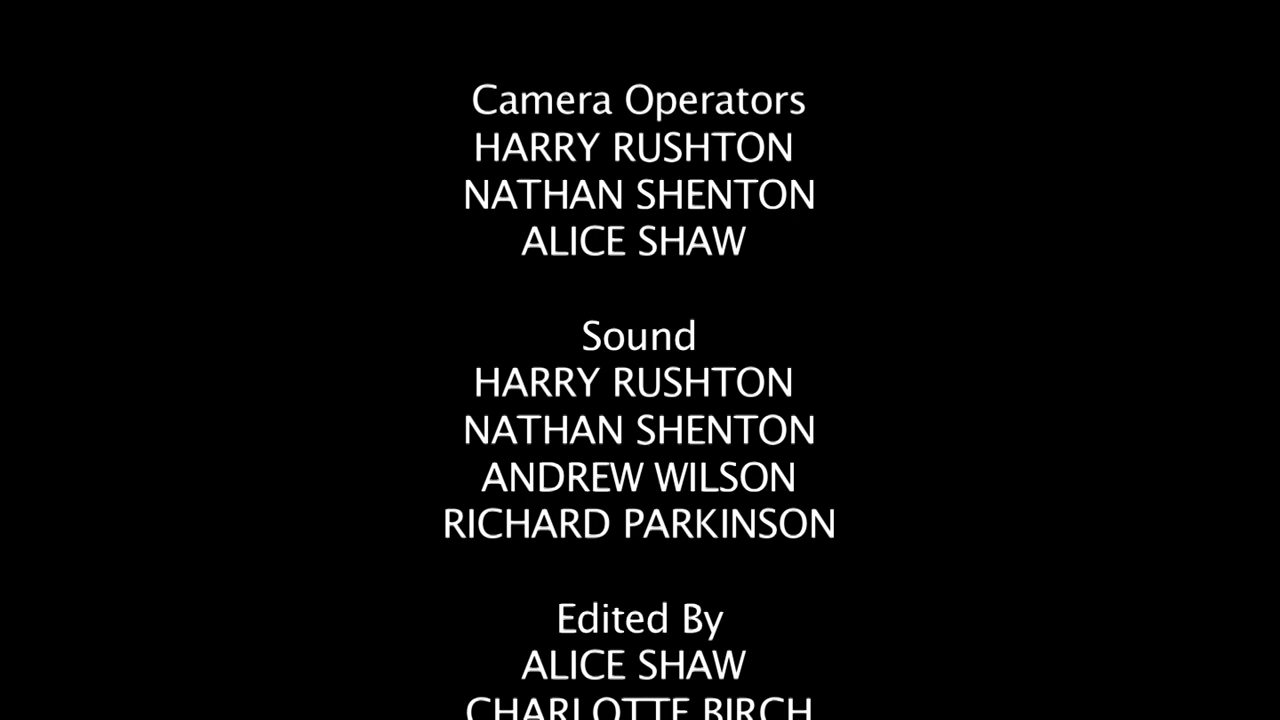 Camera Operators
HARRY RUSHTON
NATHAN SHENTON
ALICE SHAW
Sound
HARRY RUSHTON
NATHAN SHENTON
ANDREW WILSON
RICHARD PARKINSON
Edited By
ALICE SHAW
CHARLOTTE BIRCH